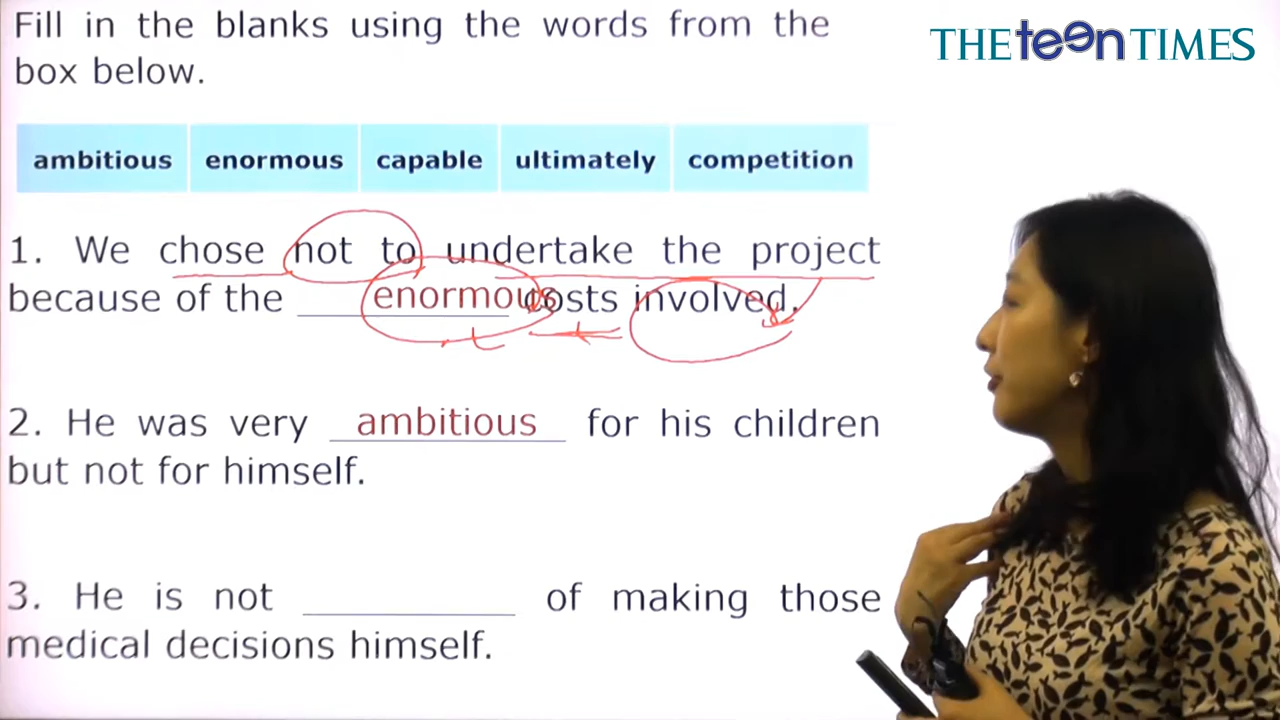 Fill in the blanks using the words from the
box below.
THE teen TIMES
ambitious enormous capable ultimately competition
1. We chose not to undertake the project
because of the enormous costs involved.
2. He was very ambitious for his children
but not for himself.
3. He is not ___ of making those
medical decisions himself.